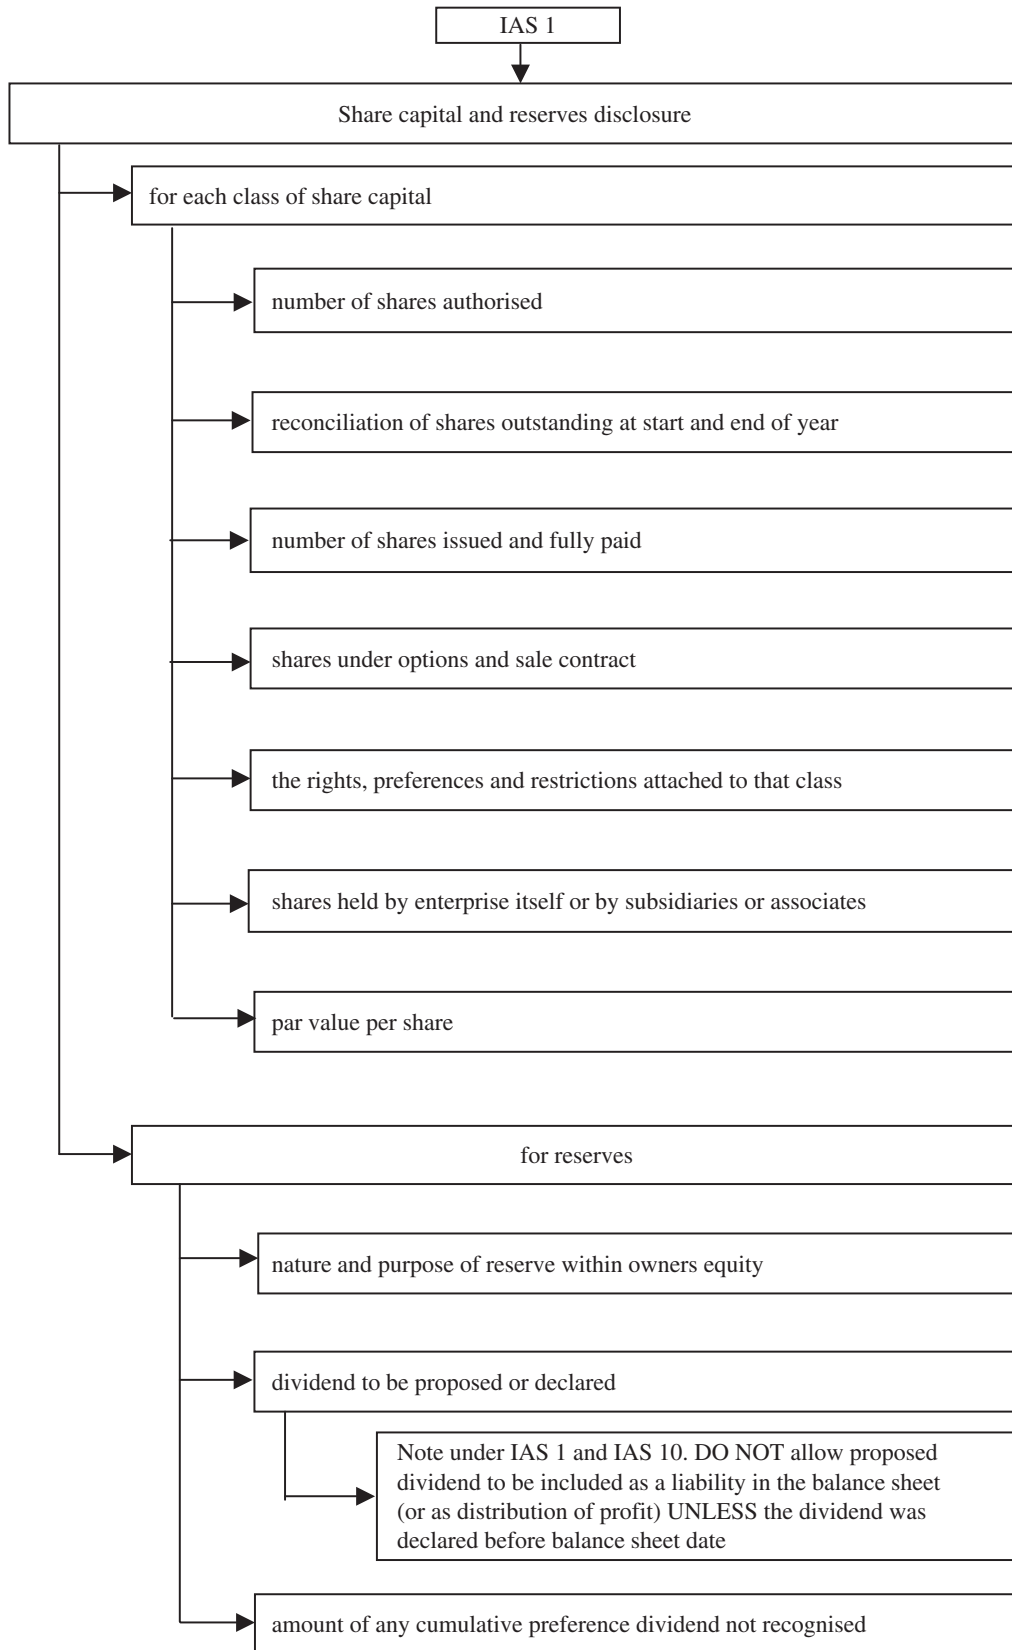 IAS 1
Share capital and reserves disclosure
for each class of share capital
number of shares authorised
reconciliation of shares outstanding at start and end of year
number of shares issued and fully paid
shares under options and sale contract
the rights, preferences and restrictions attached to that class
shares held by enterprise itself or by subsidiaries or associates
par value per share
for reserves
nature and purpose of reserve within owners equity
dividend to be proposed or declared
Note under IAS 1 and IAS 10. DO NOT allow proposed
dividend to be included as a liability in the balance sheet
(or as distribution of profit) UNLESS the dividend was
declared before balance sheet date
amount of any cumulative preference dividend not recognised